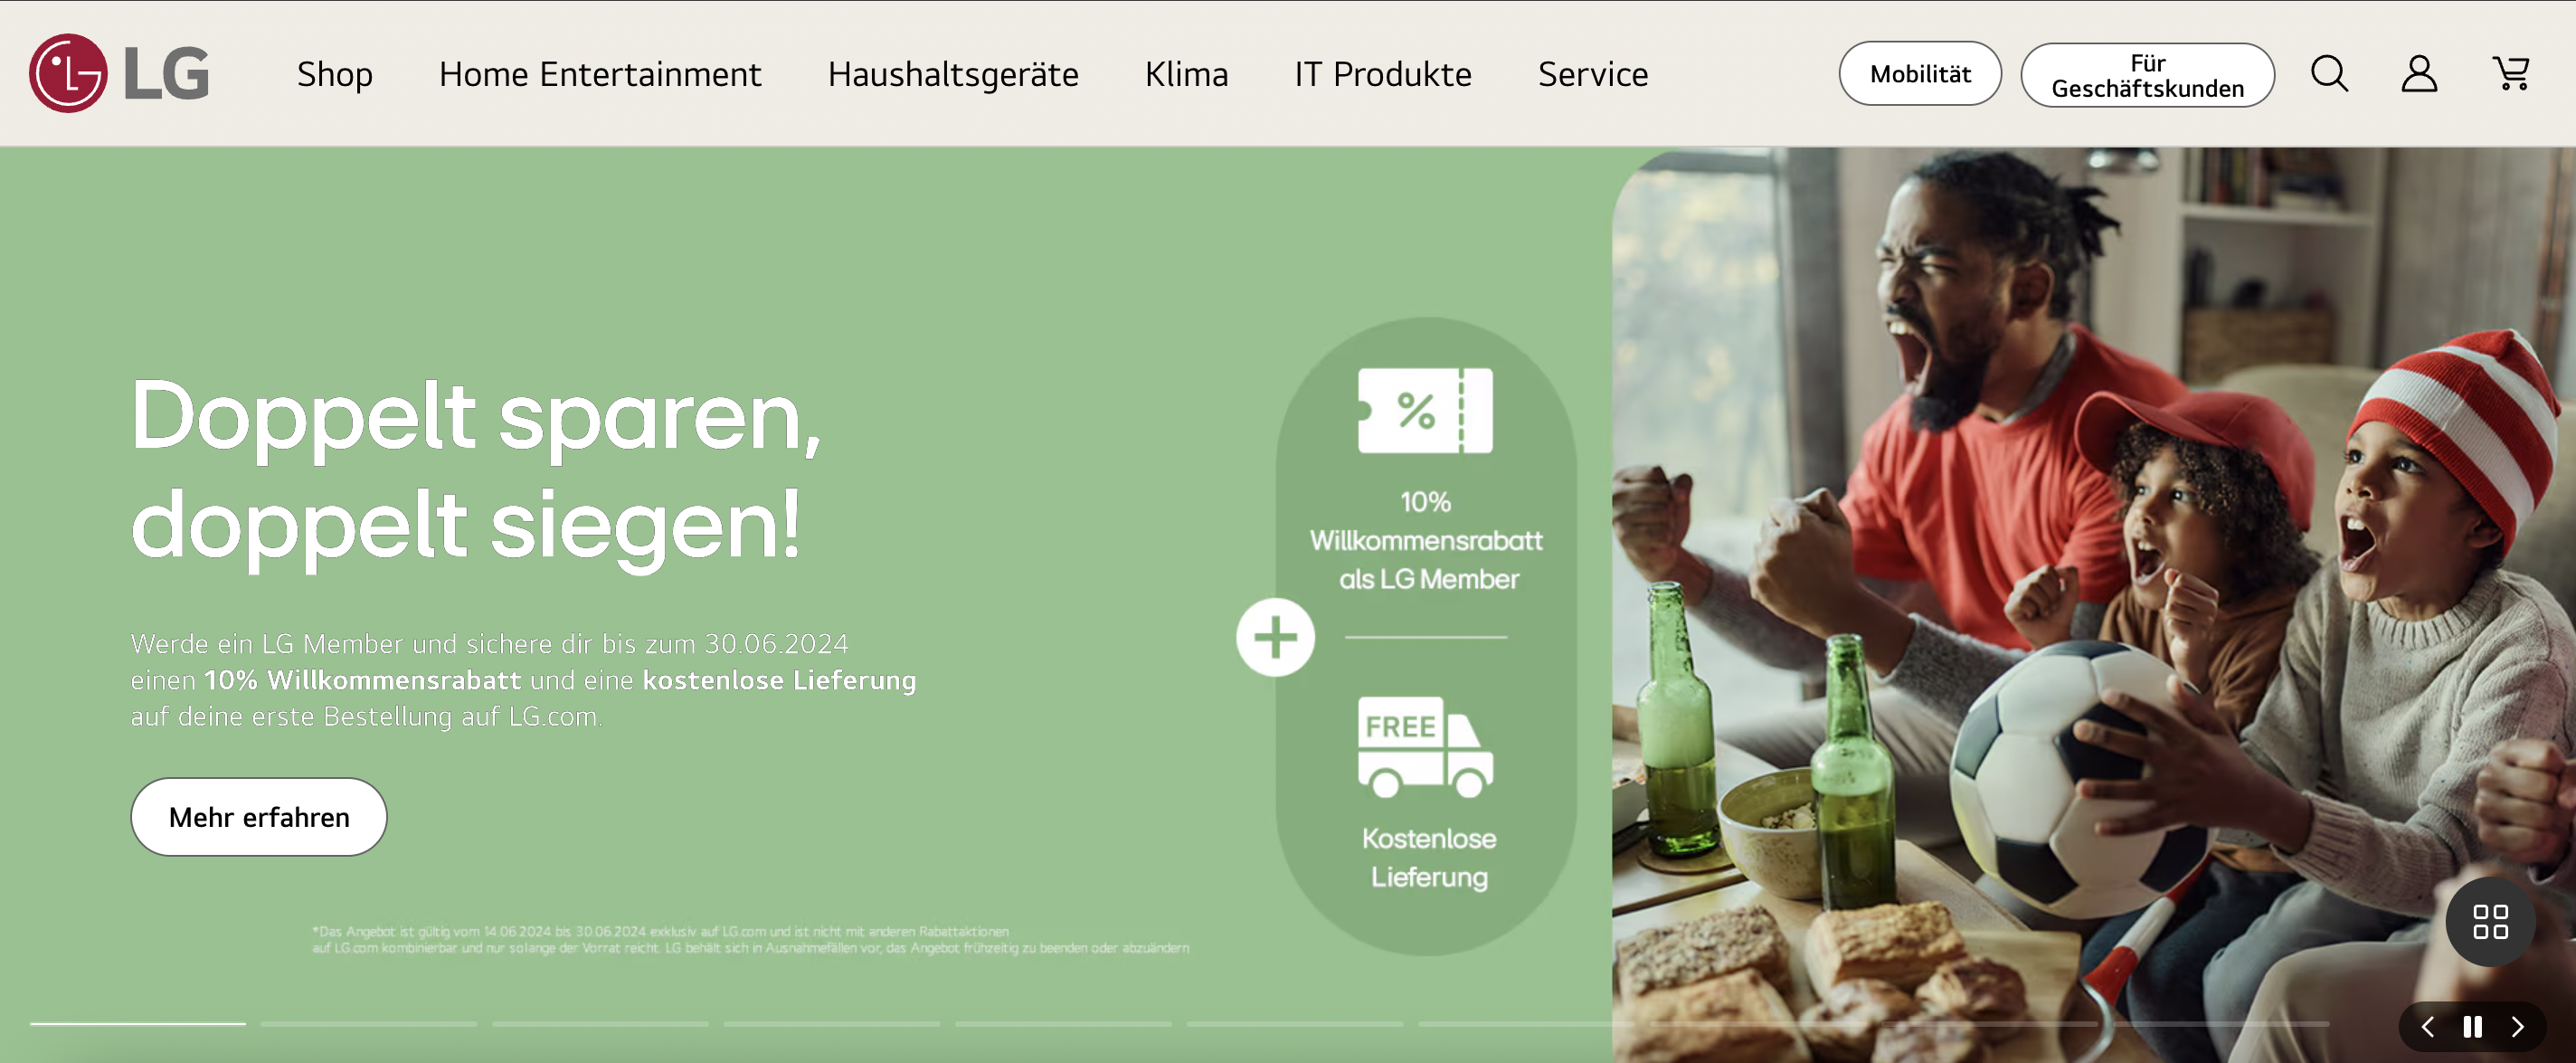 LG
Shop
Home Entertainment
Haushaltsgeräte
Klima
IT Produkte
Service
Mobilität
Für
Geschäftskunden
Doppelt sparen,
doppelt siegen!
Werde ein LG Member und sichere dir bis zum 30.06.2024
einen 10% Willkommensrabatt und eine kostenlose Lieferung
auf deine erste Bestellung auf LG.com.
Mehr erfahren
*Das Angebot ist gültig vom 14.06.2024 bis 30.06.2024 exklusiv auf LG.com und ist nicht mit anderen Rabattaktionen
auf LG.com kombinierbar und nur solange der Vorrat reicht. LG behält sich in Ausnahmefällen vor, das Angebot frühzeitig zu beenden oder abzuändern
%
10%
Willkommensrabatt
als LG Member
FREE
Kostenlose
Lieferung